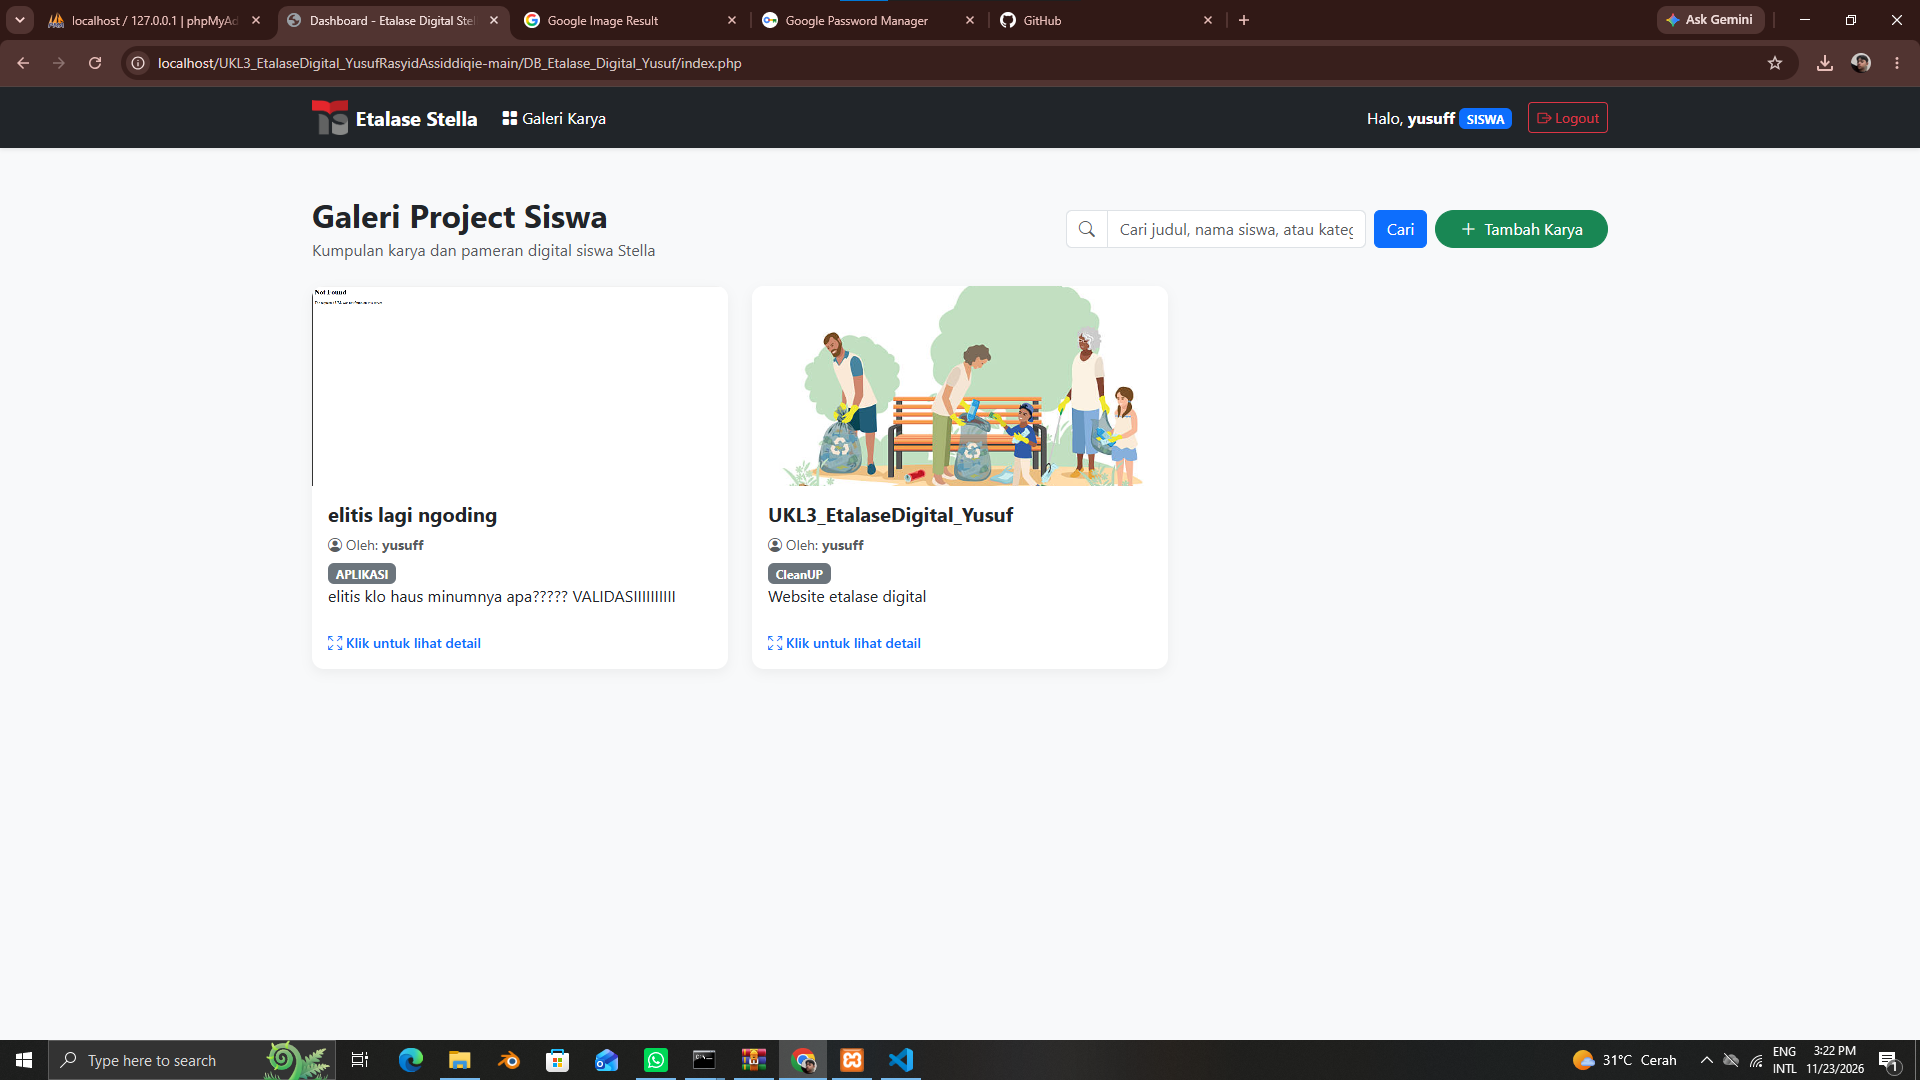 localhost / 127.0.0.1 | phpMyAd
Dashboard - Etalase Digital Stel
Google Image Result
Google Password Manager
GitHub
Ask Gemini
localhost/UKL3_EtalaseDigital_YusufRasyidAssiddiqie-main/DB_Etalase_Digital_Yusuf/index.php
Etalase Stella
Galeri Karya
Halo, yusuff SISWA
Logout
Galeri Project Siswa
Kumpulan karya dan pameran digital siswa Stella
Cari judul, nama siswa, atau kateg
Cari
+ Tambah Karya
Not Found
elitis lagi ngoding
Oleh: yusuff
APLIKASI
elitis klo haus minumnya apa????? VALIDASIIIIIIIIII
Klik untuk lihat detail
UKL3_EtalaseDigital_Yusuf
Oleh: yusuff
CleanUP
Website etalase digital
Klik untuk lihat detail
Type here to search
31°C Cerah
ENG
INTL
3:22 PM
11/23/2026
1